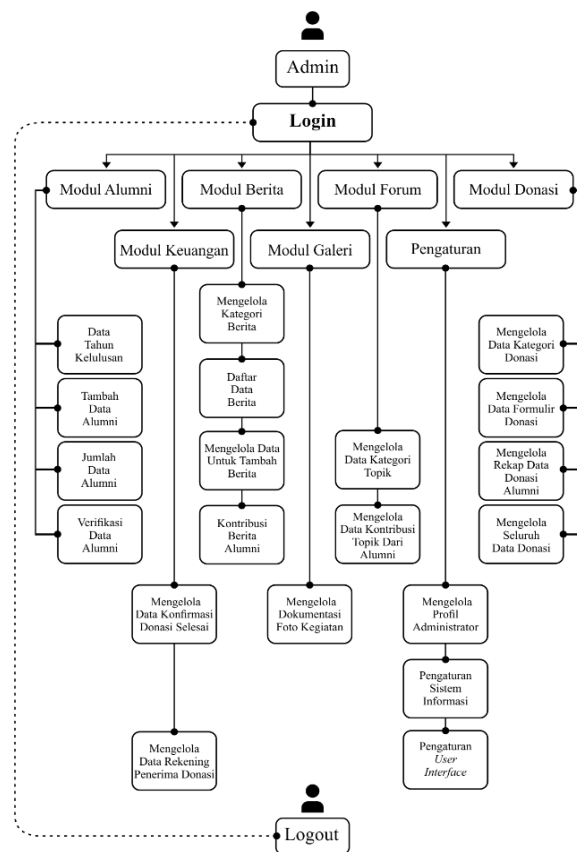 Admin
Login
Modul Alumni
Modul Berita
Modul Forum
Modul Donasi
Modul Keuangan
Modul Galeri
Pengaturan
Data
Tahun
Kelulusan
Tambah
Data
Alumni
Jumlah
Data
Alumni
Verifikasi
Data
Alumni
Mengelola
Kategori
Berita
Daftar
Data
Berita
Mengelola Data
Untuk Tambah
Berita
Kontribusi
Berita
Alumni
Mengelola
Data Kategori
Topik
Mengelola
Data Kontribusi
Topik Dari
Alumni
Mengelola
Data Kategori
Donasi
Mengelola
Data Formulir
Donasi
Mengelola
Rekap Data
Donasi
Alumni
Mengelola
Seluruh
Data Donasi
Mengelola
Data Konfirmasi
Donasi Selesai
Mengelola
Data Rekening
Penerima Donasi
Mengelola
Dokumentasi
Foto Kegiatan
Mengelola
Profil
Administrator
Pengaturan
Sistem
Informasi
Pengaturan
User
Interface
Logout